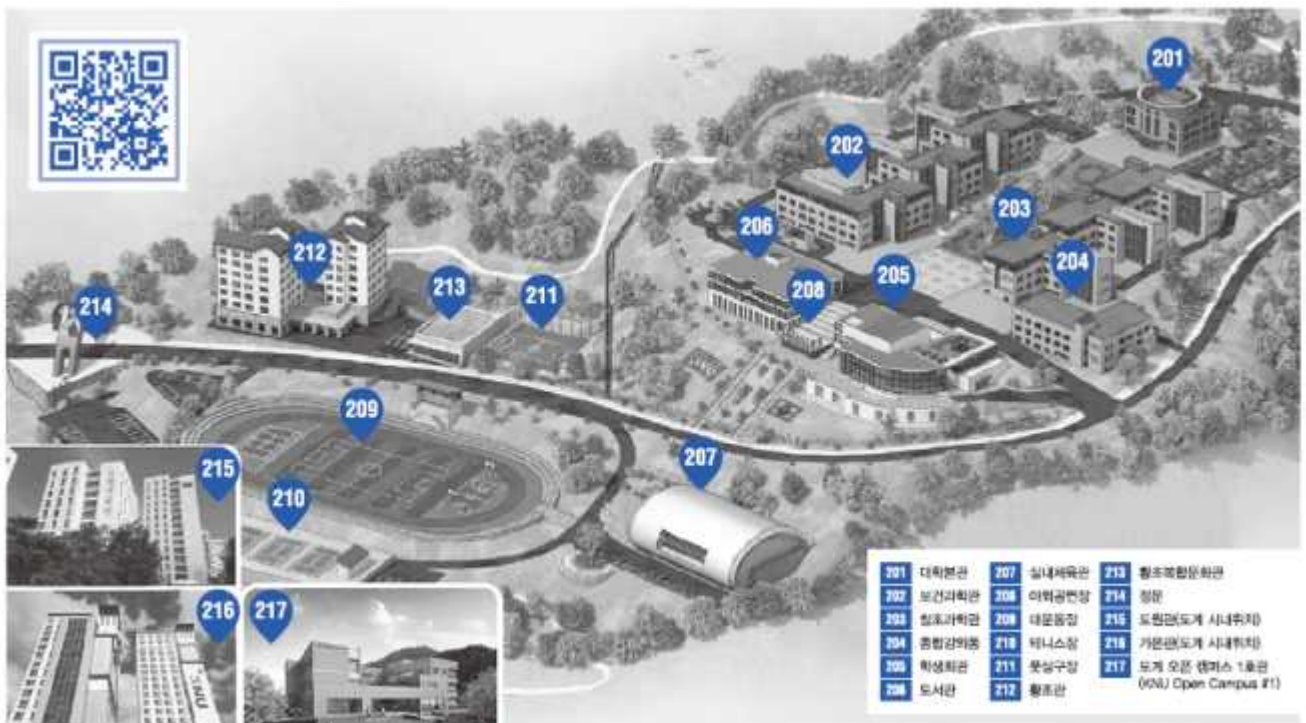 201
202
203
206
204
205
208
212
213
211
214
209
207
215
210
216
217
KNU
201 대학본관
202 보건과학관
203 창조과학관
204 종합강의동
205 학생회관
206 도서관
207 실내체육관
208 야외공연장
209 대운동장
210 테니스장
211 풋살구장
212 황조관
213 황조복합문화관
214 정문
215 도원관(도계 시내위치)
216 가온관(도계 시내위치)
217 도계 오픈 캠퍼스 1호관
(KNU Open Campus #1)